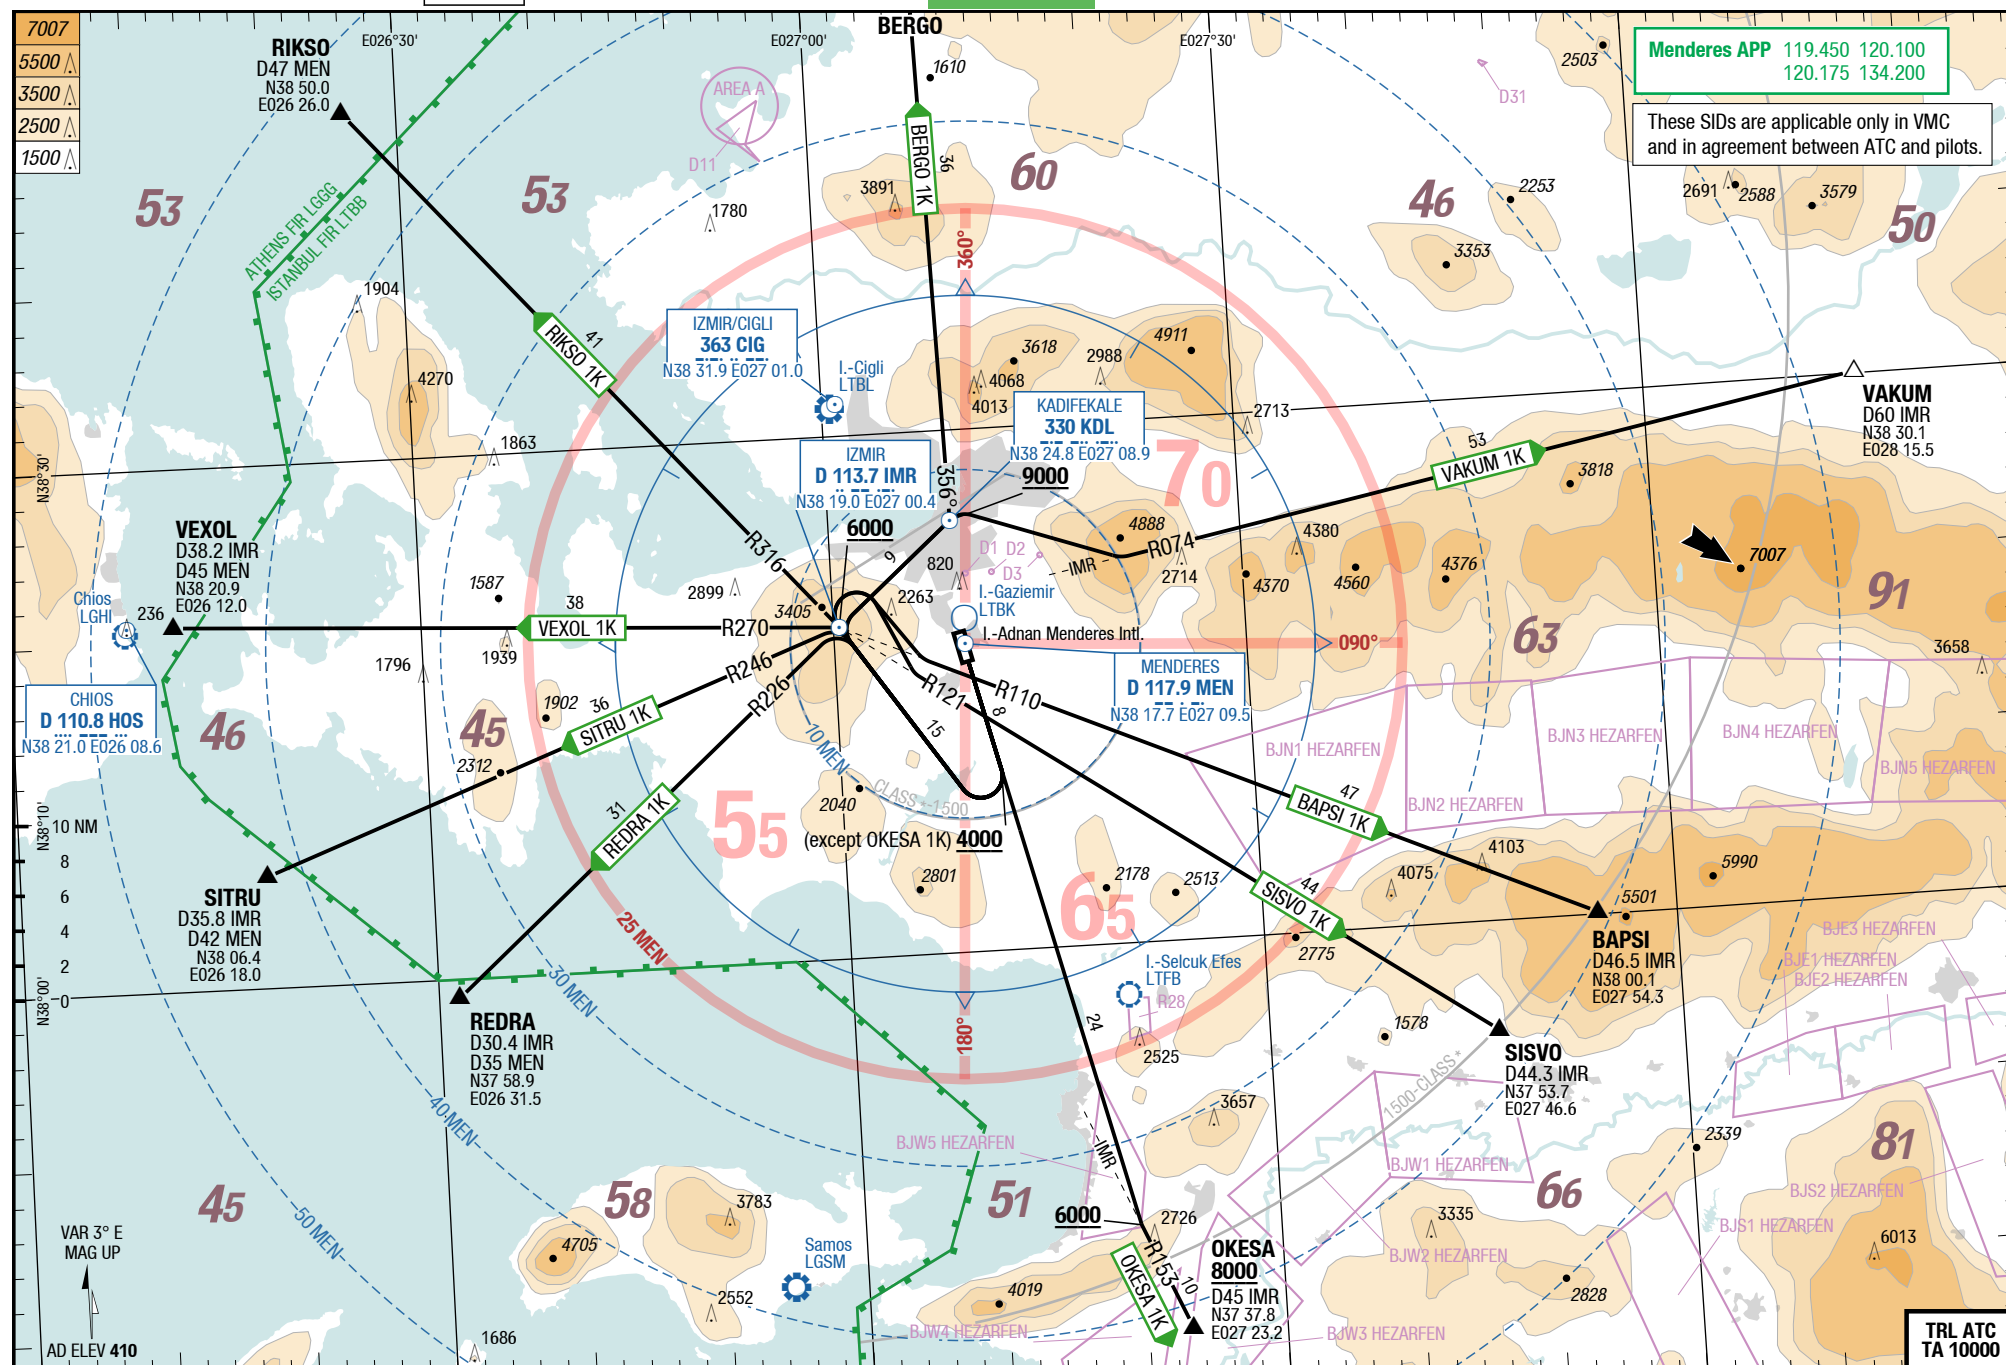 7007
5500
3500
2500
1500
RIKSO
D47 MEN
N38 50.0
E026 26.0
E026°30'
E027°00'
BERGO
E027°30'
1610
2503
Menderes APP 119.450 120.100
120.175 134.200
These SIDs are applicable only in VMC
and in agreement between ATC and pilots.
AREA A
D11
D31
53
53
60
46
50
3891
1780
BERGO 1K
36
2253
2691
2588
3579
3353
ATHENS FIR LGGG
ISTANBUL FIR LTBB
360°
1904
RIKSO 1K
41
IZMIR/CIGLI
363 CIG
N38 31.9 E027 01.0
I.-Cigli
LTBL
3618
2988
4911
4068
4013
4270
2713
KADIFEKALE
330 KDL
N38 24.8 E027 08.9
VAKUM
D60 IMR
N38 30.1
E028 15.5
N38°30'
1863
IZMIR
D 113.7 IMR
N38 19.0 E027 00.4
356°
9000
70
53
VAKUM 1K
3818
VEXOL
D38.2 IMR
D45 MEN
N38 20.9
E026 12.0
6000
R316
9
4888
R074
IMR
4380
7007
D1
D2
D3
820
2714
4370
4560
4376
91
Chios
LGHI
236
1587
38
VEXOL 1K
R270
2899
3405
2263
I.-Gaziemir
LTBK
I.-Adnan Menderes Intl.
090°
63
3658
1939
1796
R246
R226
R121
R110
MENDERES
D 117.9 MEN
N38 17.7 E027 09.5
CHIOS
D 110.8 HOS
N38 21.0 E026 08.6
46
45
1902
36
SITRU 1K
2312
15
8
10 MEN
BJN1 HEZARFEN
BJN3 HEZARFEN
BJN4 HEZARFEN
BJN5 HEZARFEN
BJN2 HEZARFEN
CLASS *-1500
2040
55
31
REDRA 1K
47
BAPSI 1K
N38°10'
10 NM
8
6
4
2
0
(except OKESA 1K) 4000
4103
4075
5990
2801
65
2178
2513
44
SISVO 1K
5501
SITRU
D35.8 IMR
D42 MEN
N38 06.4
E026 18.0
25 MEN
2775
BAPSI
D46.5 IMR
N38 00.1
E027 54.3
BJE3 HEZARFEN
BJE1 HEZARFEN
BJE2 HEZARFEN
30 MEN
I.-Selcuk Efes
LTFB
R28
N38°00'
REDRA
D30.4 IMR
D35 MEN
N37 58.9
E026 31.5
180°
24
2525
1578
SISVO
D44.3 IMR
N37 53.7
E027 46.6
1500-CLASS *
40 MEN
3657
BJW5 HEZARFEN
IMR
BJW1 HEZARFEN
2339
81
45
58
51
66
BJS2 HEZARFEN
BJS1 HEZARFEN
VAR 3° E
MAG UP
50 MEN
3783
4705
Samos
LGSM
6000
2726
R153
10
OKESA 1K
OKESA
8000
D45 IMR
N37 37.8
E027 23.2
3335
BJW2 HEZARFEN
6013
2552
4019
2828
1686
BJW4 HEZARFEN
BJW3 HEZARFEN
AD ELEV 410
TRL ATC
TA 10000